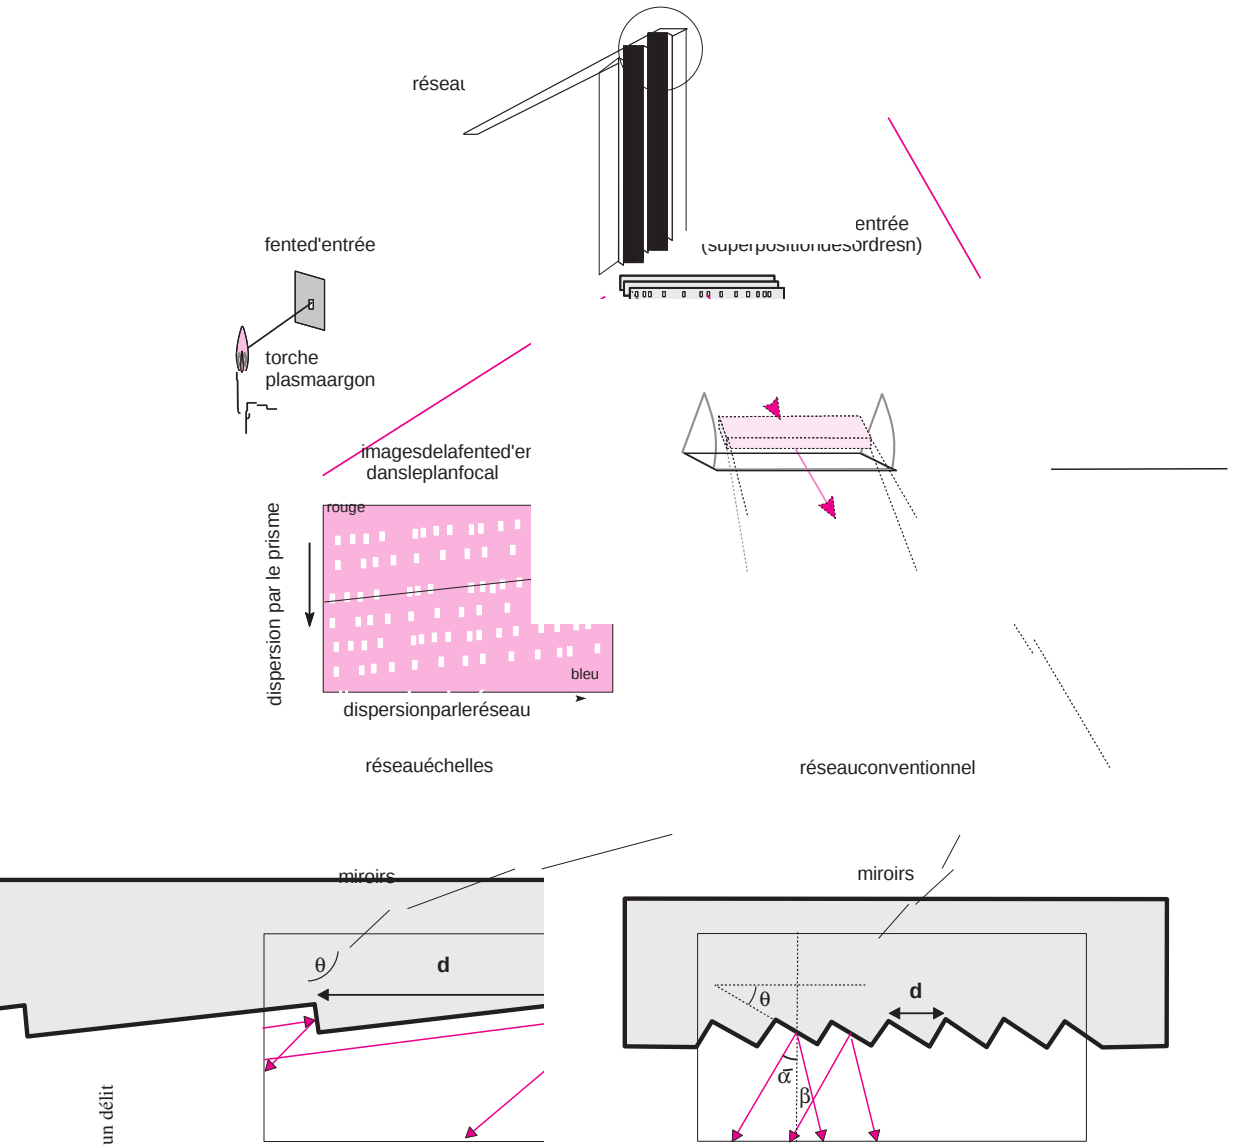 réseau
entrée
(superpositiondesordresn)
fented'entrée
torche
plasmaargon
imagesdelafented'er
dansleplanfocal
rouge
dispersion par le prisme
bleu
dispersionparleréseau
réseauéchelles
réseauconventionnel
miroirs
miroirs
θ
d
θ
d
α
β
un délit